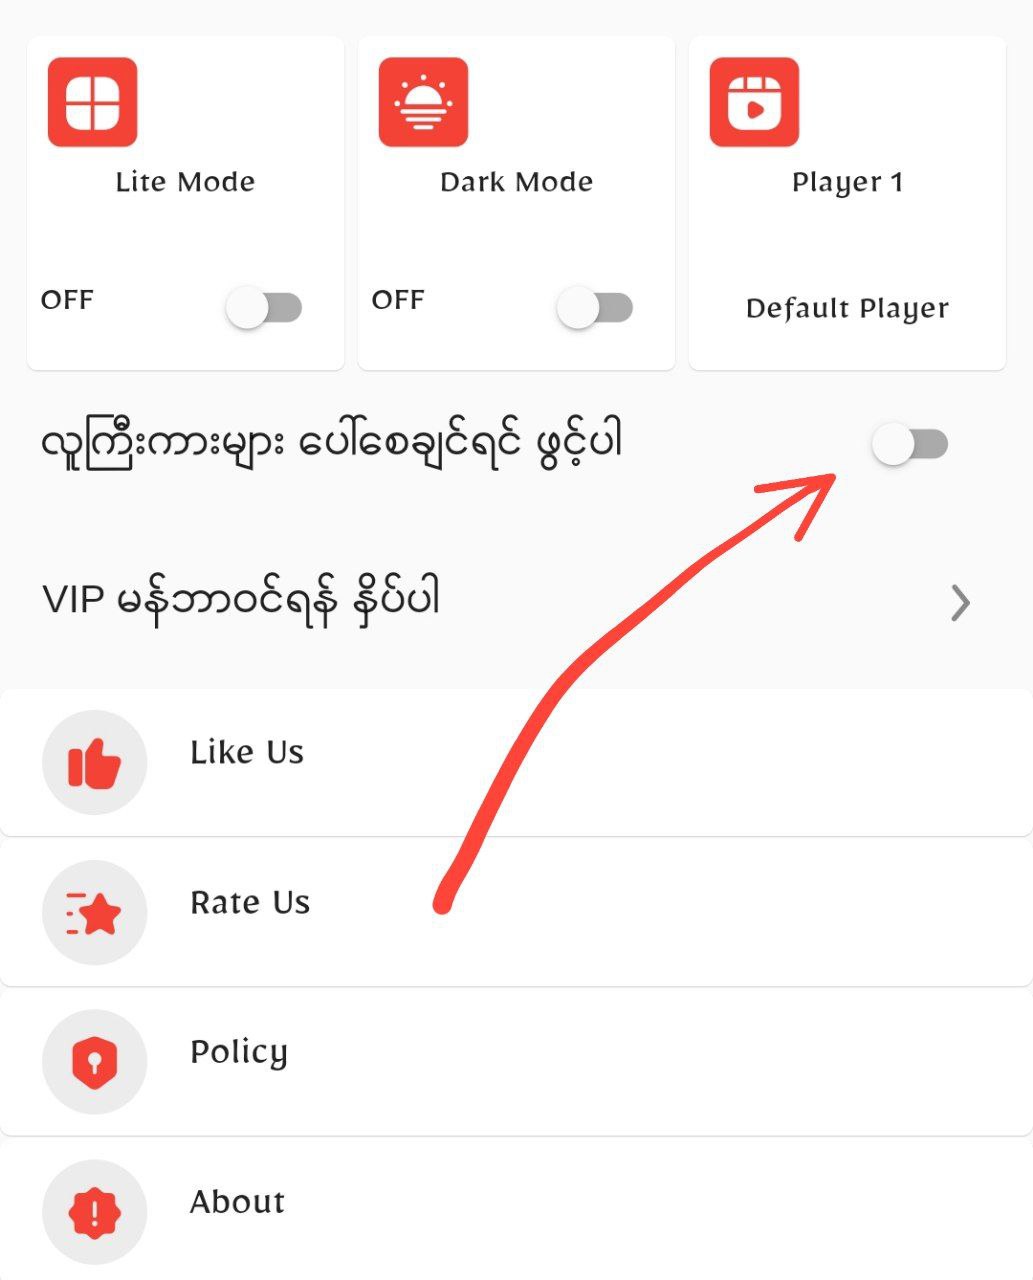 Lite Mode
Dark Mode
Player 1
OFF
OFF
Default Player
လူကြီးကားများ ပေါ်စေချင်ရင် ဖွင့်ပါ
VIP မန်ဘာဝင်ရန် နှိပ်ပါ
Like Us
Rate Us
Policy
About